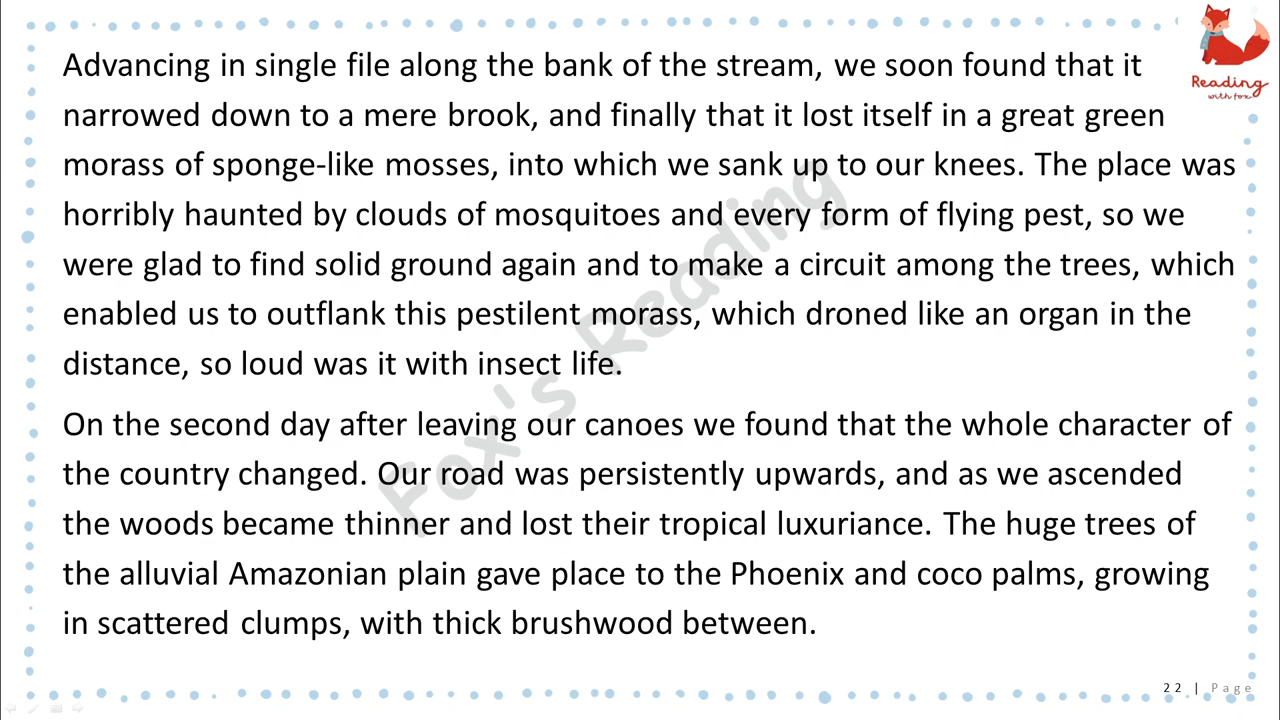 Reading
with fox
Advancing in single file along the bank of the stream, we soon found that it
narrowed down to a mere brook, and finally that it lost itself in a great green
morass of sponge-like mosses, into which we sank up to our knees. The place was
horribly haunted by clouds of mosquitoes and every form of flying pest, so we
were glad to find solid ground again and to make a circuit among the trees, which
enabled us to outflank this pestilent morass, which droned like an organ in the
distance, so loud was it with insect life.
On the second day after leaving our canoes we found that the whole character of
the country changed. Our road was persistently upwards, and as we ascended
the woods became thinner and lost their tropical luxuriance. The huge trees of
the alluvial Amazonian plain gave place to the Phoenix and coco palms, growing
in scattered clumps, with thick brushwood between.
Fox's Reading
22 | Page